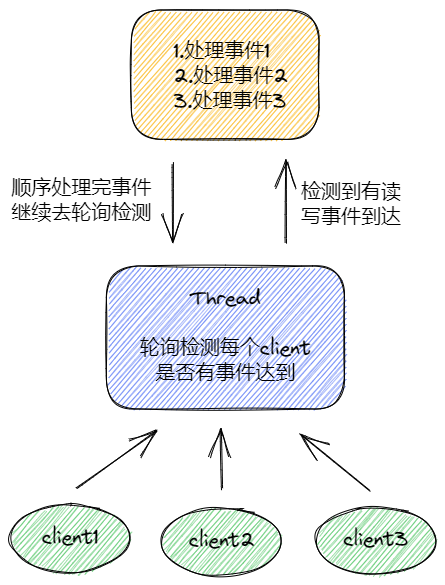 1.处理事件1
2.处理事件2
3.处理事件3
顺序处理完事件
继续去轮询检测
检测到有读
写事件到达
Thread
轮询检测每个client
是否有事件达到
client1
client2
client3